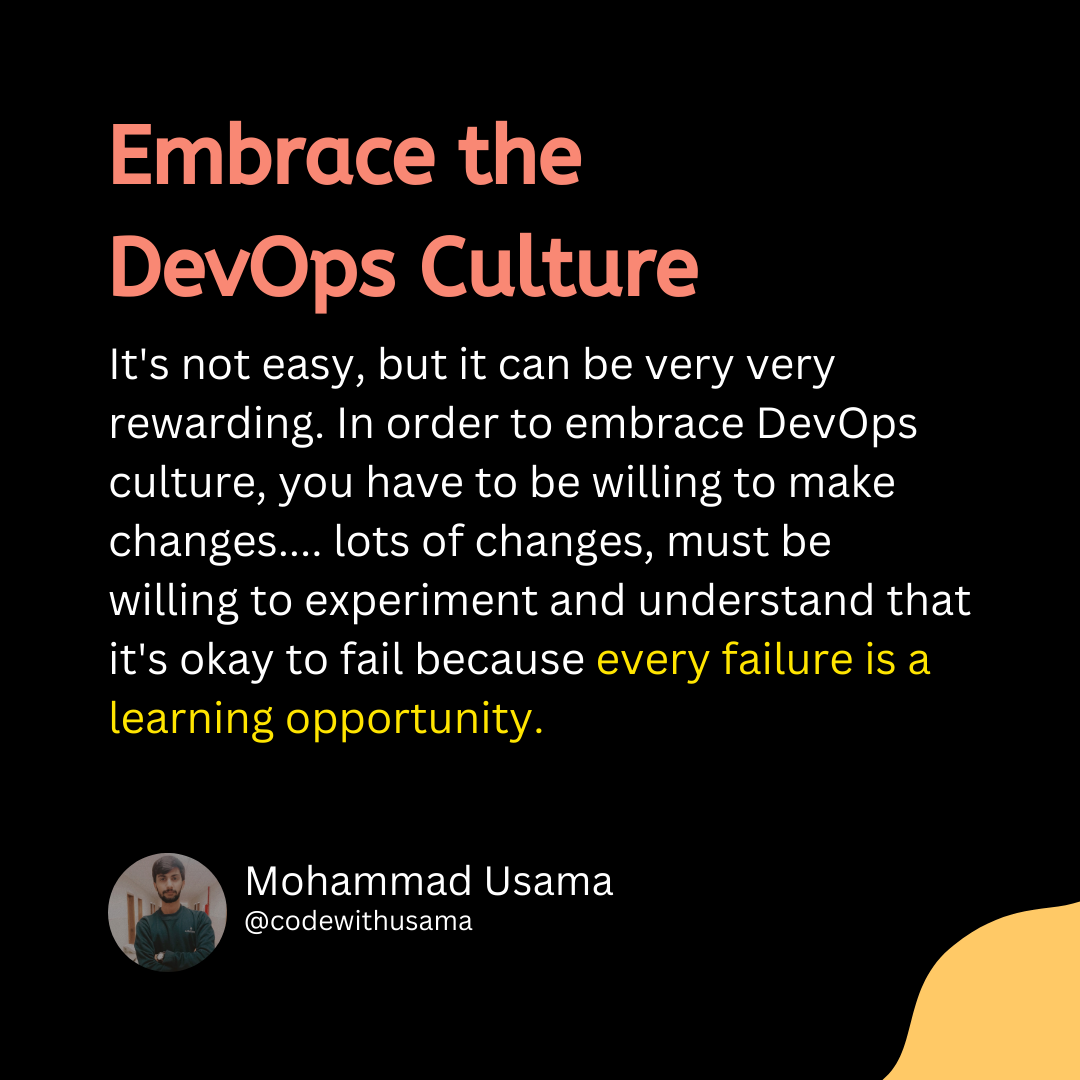 Embrace the
DevOps Culture
It's not easy, but it can be very very
rewarding. In order to embrace DevOps
culture, you have to be willing to make
changes.... lots of changes, must be
willing to experiment and understand that
it's okay to fail because every failure is a
learning opportunity.
Mohammad Usama
@codewithusama